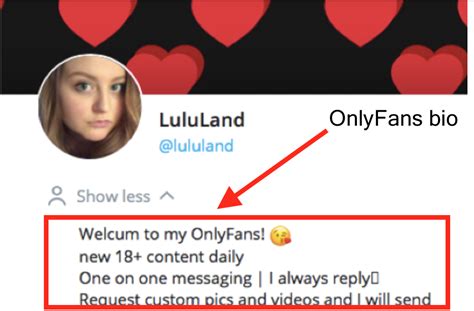 LuluLand
OnlyFans bio
@lululand
Show less
Welcum to my OnlyFans! 😘
new 18+ content daily
One on one messaging | I always reply▯
Request custom pics and videos and I will send